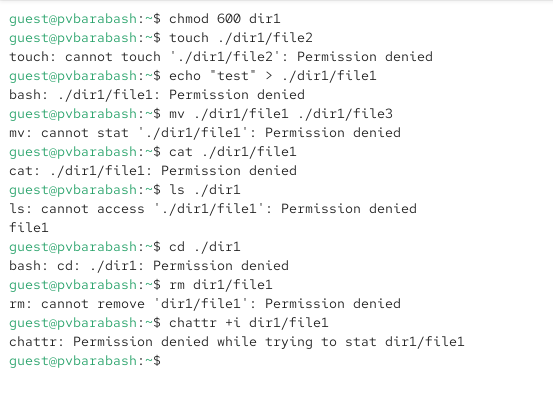 guest@pvbarabash:~$ chmod 600 dir1
guest@pvbarabash:~$ touch ./dir1/file2
touch: cannot touch './dir1/file2': Permission denied
guest@pvbarabash:~$ echo "test" > ./dir1/file1
bash: ./dir1/file1: Permission denied
guest@pvbarabash:~$ mv ./dir1/file1 ./dir1/file3
mv: cannot stat './dir1/file1': Permission denied
guest@pvbarabash:~$ cat ./dir1/file1
cat: ./dir1/file1: Permission denied
guest@pvbarabash:~$ ls ./dir1
ls: cannot access './dir1/file1': Permission denied
file1
guest@pvbarabash:~$ cd ./dir1
bash: cd: ./dir1: Permission denied
guest@pvbarabash:~$ rm dir1/file1
rm: cannot remove 'dir1/file1': Permission denied
guest@pvbarabash:~$ chattr +i dir1/file1
chattr: Permission denied while trying to stat dir1/file1
guest@pvbarabash:~$